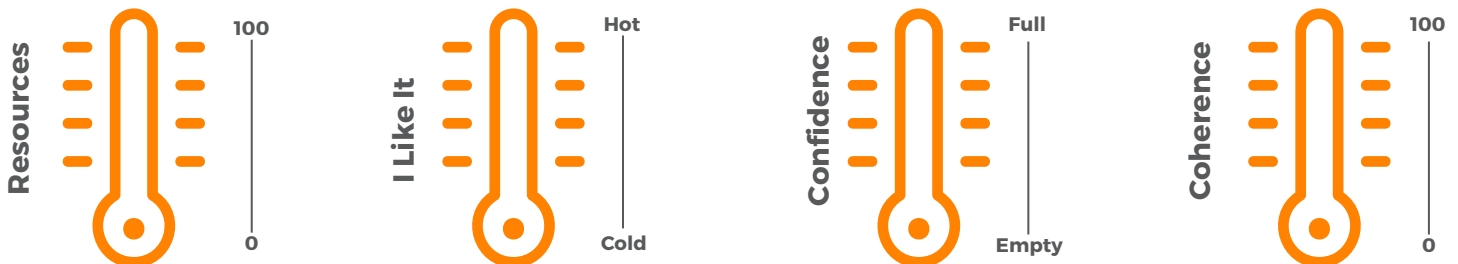 Resources
100
0
I Like It
Hot
Cold
Confidence
Full
Empty
Coherence
100
0